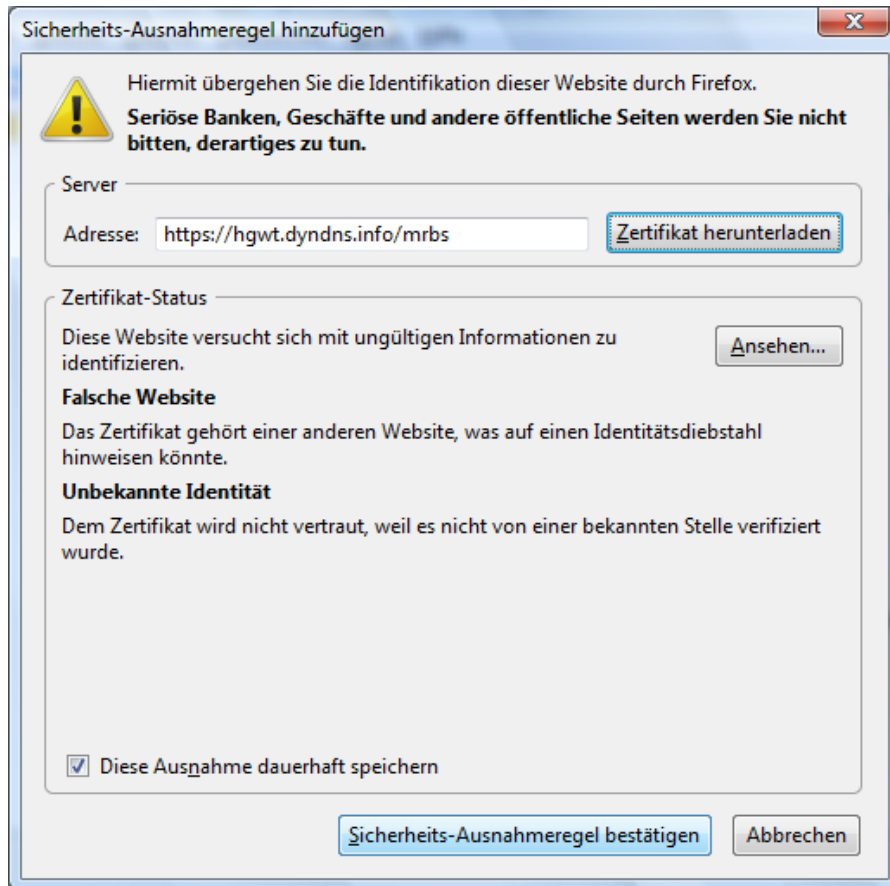 Sicherheits-Ausnahmeregel hinzufügen
Hiermit übergehen Sie die Identifikation dieser Website durch Firefox.
Seriöse Banken, Geschäfte und andere öffentliche Seiten werden Sie nicht
bitten, derartiges zu tun.
Server
Adresse: https://hgwt.dyndns.info/mrbs Zertifikat herunterladen
Zertifikat-Status
Diese Website versucht sich mit ungültigen Informationen zu
identifizieren.
Ansehen...
Falsche Website
Das Zertifikat gehört einer anderen Website, was auf einen Identitätsdiebstahl
hinweisen könnte.
Unbekannte Identität
Dem Zertifikat wird nicht vertraut, weil es nicht von einer bekannten Stelle verifiziert
wurde.
Diese Ausnahme dauerhaft speichern
Sicherheits-Ausnahmeregel bestätigen Abbrechen